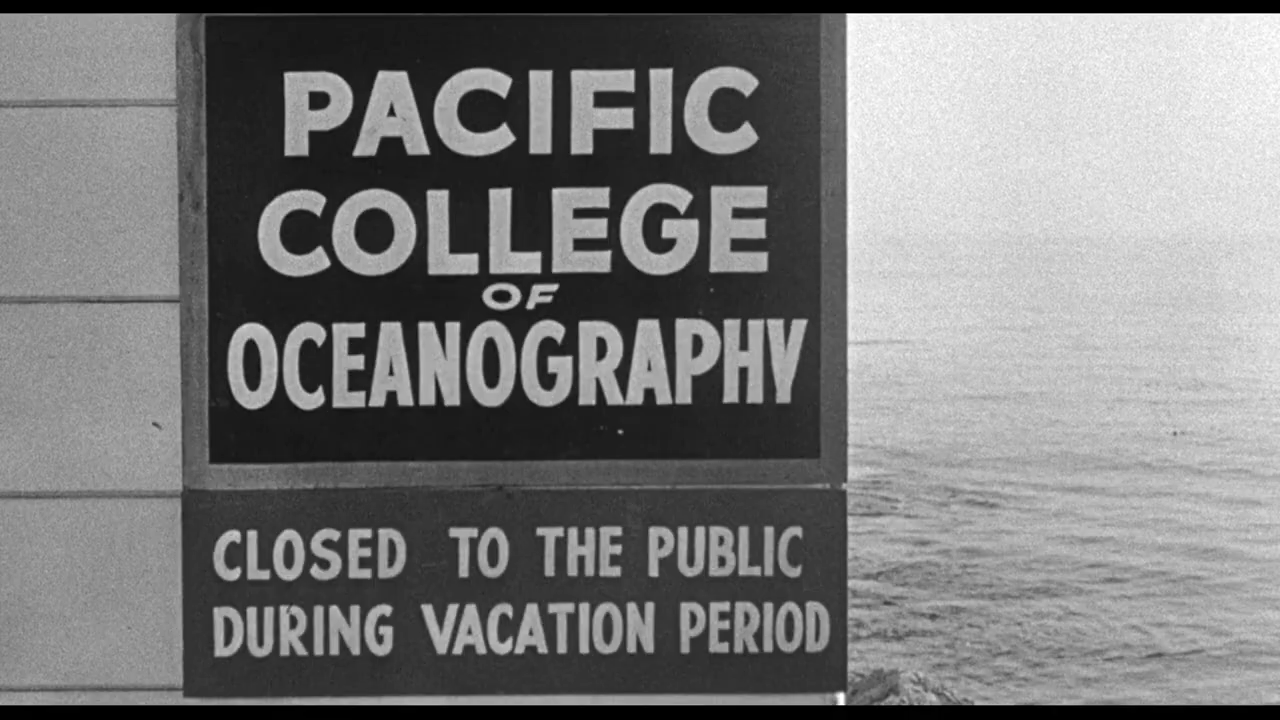 PACIFIC
COLLEGE
OF
OCEANOGRAPHY
CLOSED TO THE PUBLIC
DURING VACATION PERIOD